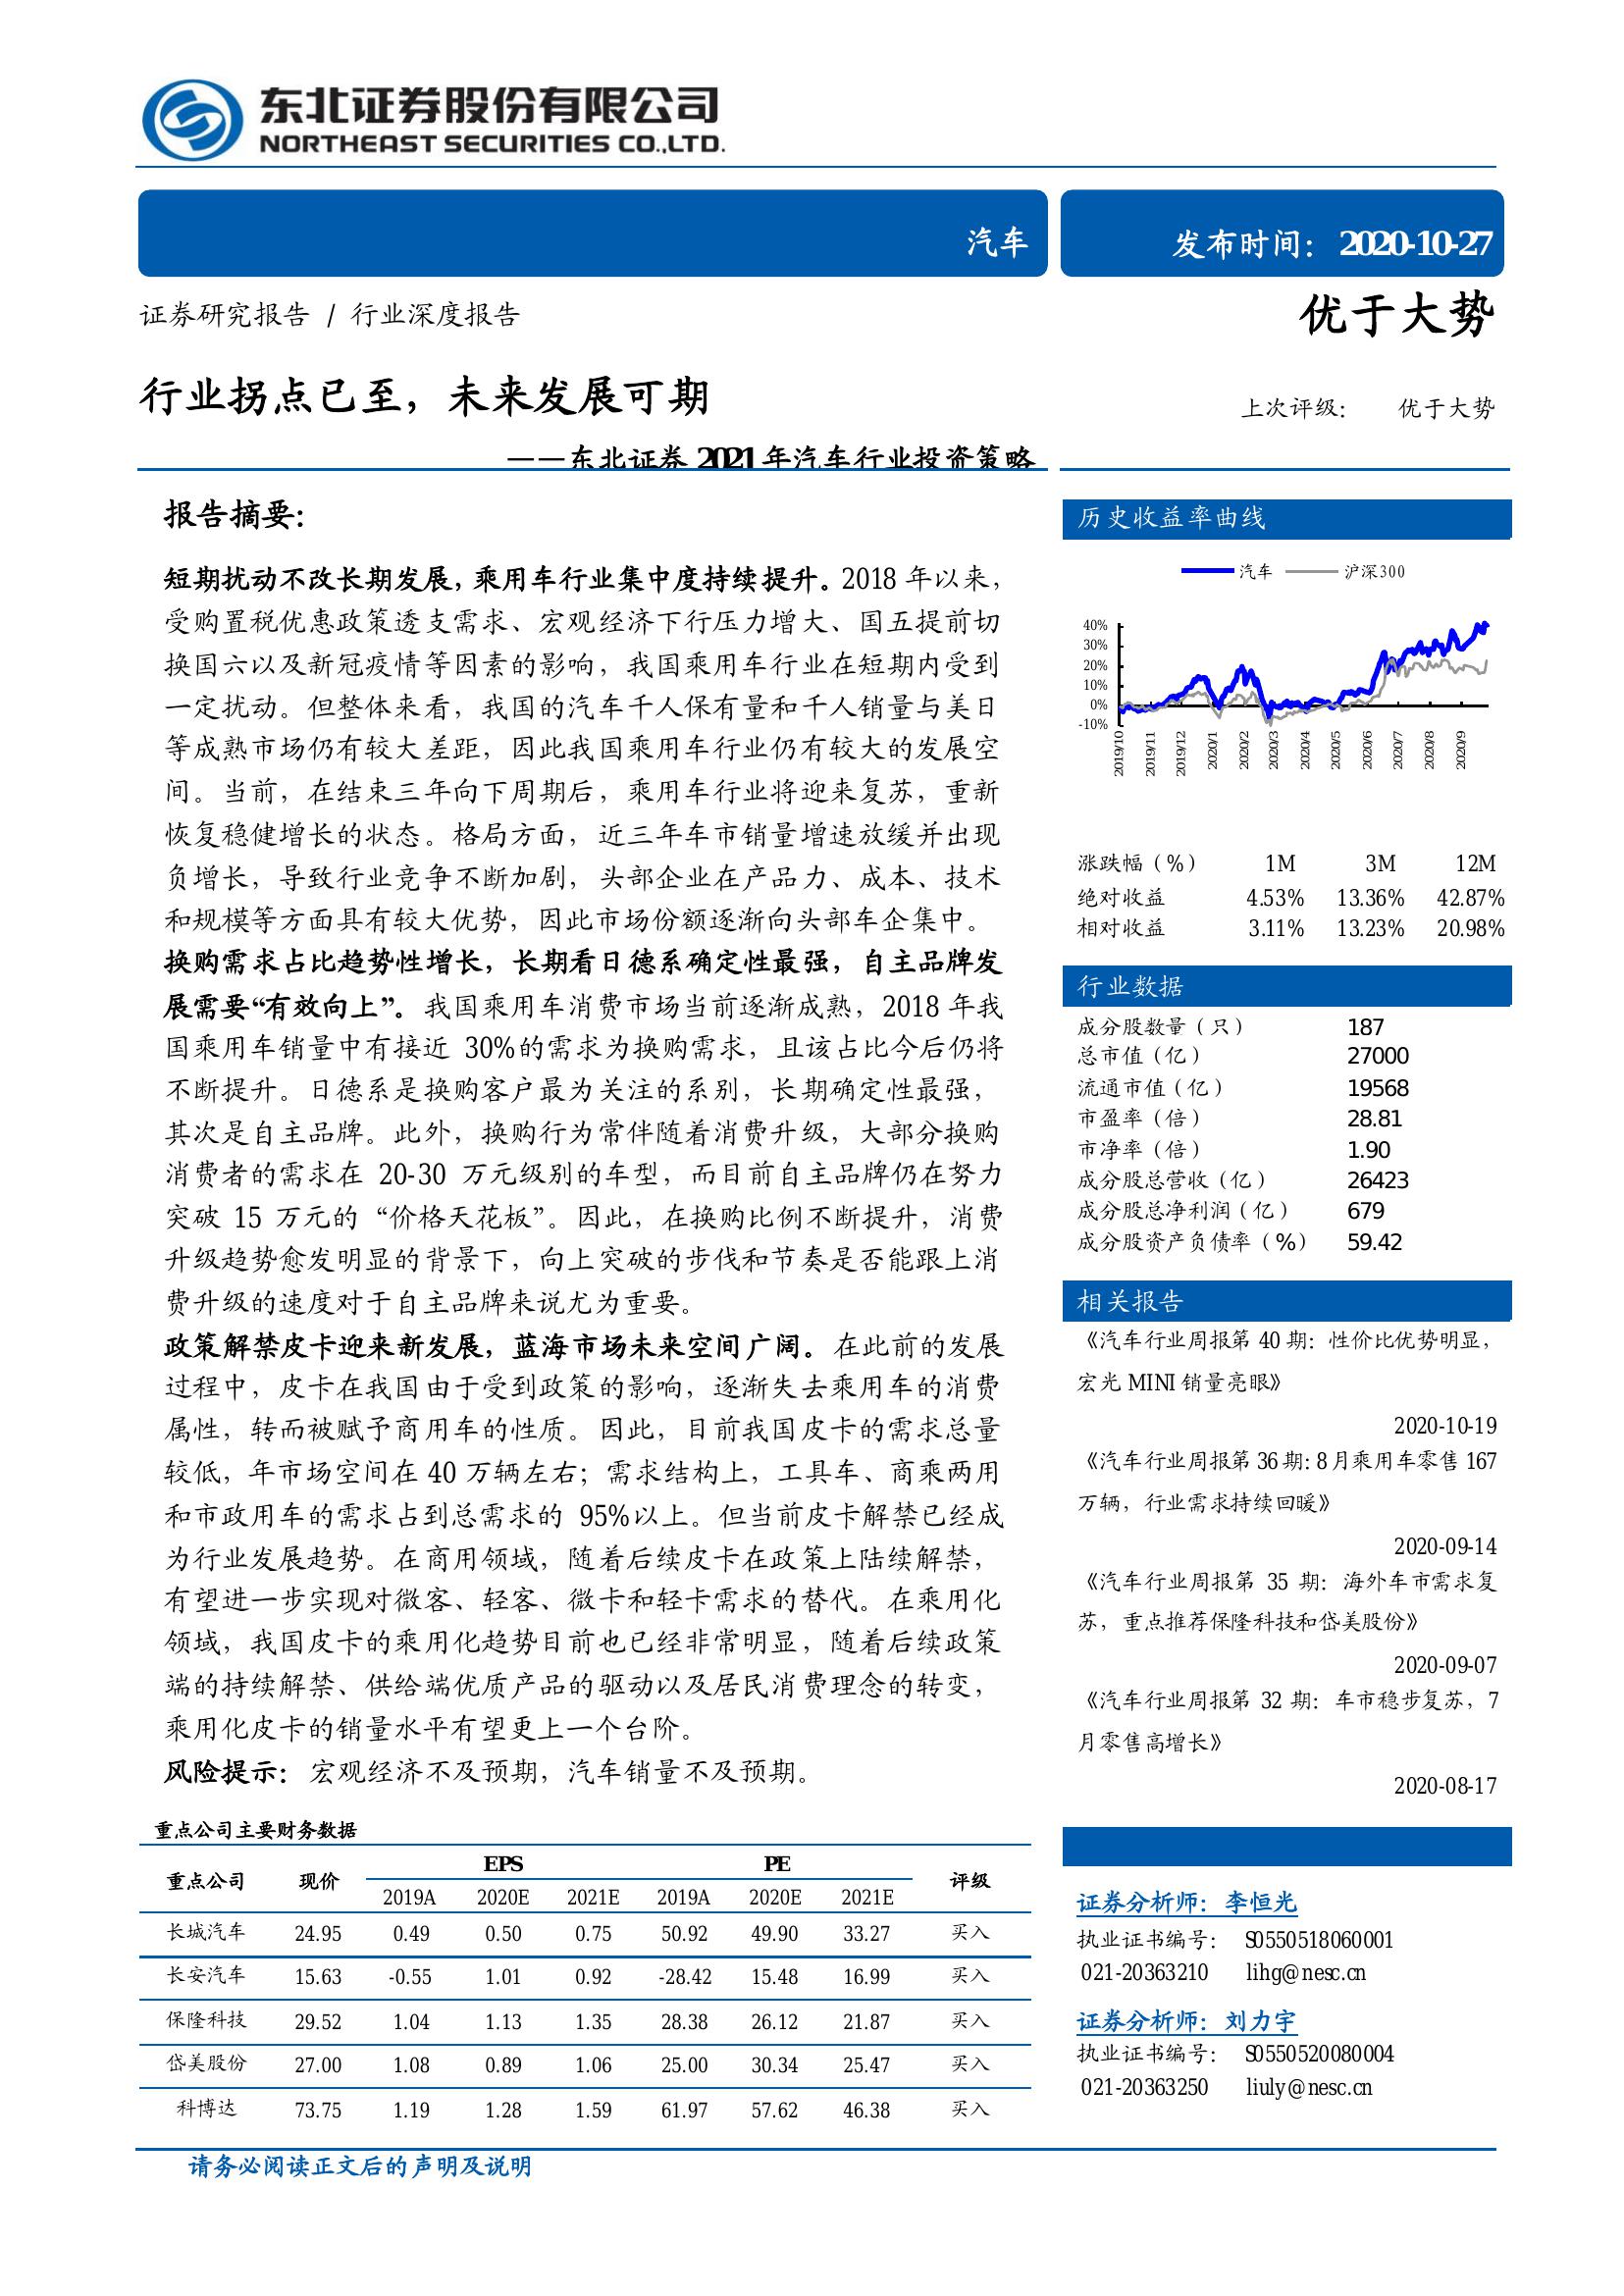 东北证券股份有限公司
NORTHEAST SECURITIES CO.,LTD.
汽车
发布时间：2020-10-27
证券研究报告 / 行业深度报告
优于大势
行业拐点已至，未来发展可期
上次评级： 优于大势
——东北证券 2021 年汽车行业投资策略
报告摘要：
短期扰动不改长期发展，乘用车行业集中度持续提升。2018 年以来，
受购置税优惠政策透支需求、宏观经济下行压力增大、国五提前切
换国六以及新冠疫情等因素的影响，我国乘用车行业在短期内受到
一定扰动。但整体来看，我国的汽车千人保有量和千人销量与美日
等成熟市场仍有较大差距，因此我国乘用车行业仍有较大的发展空
间。当前，在结束三年向下周期后，乘用车行业将迎来复苏，重新
恢复稳健增长的状态。格局方面，近三年车市销量增速放缓并出现
负增长，导致行业竞争不断加剧，头部企业在产品力、成本、技术
和规模等方面具有较大优势，因此市场份额逐渐向头部车企集中。
换购需求占比趋势性增长，长期看日德系确定性最强，自主品牌发
展需要“有效向上”。我国乘用车消费市场当前逐渐成熟，2018 年我
国乘用车销量中有接近 30%的需求为换购需求，且该占比今后仍将
不断提升。日德系是换购客户最为关注的系别，长期确定性最强，
其次是自主品牌。此外，换购行为常伴随着消费升级，大部分换购
消费者的需求在 20-30 万元级别的车型，而目前自主品牌仍在努力
突破 15 万元的“价格天花板”。因此，在换购比例不断提升，消费
升级趋势愈发明显的背景下，向上突破的步伐和节奏是否能跟上消
费升级的速度对于自主品牌来说尤为重要。
政策解禁皮卡迎来新发展，蓝海市场未来空间广阔。在此前的发展
过程中，皮卡在我国由于受到政策的影响，逐渐失去乘用车的消费
属性，转而被赋予商用车的性质。因此，目前我国皮卡的需求总量
较低，年市场空间在 40 万辆左右；需求结构上，工具车、商乘两用
和市政用车的需求占到总需求的 95%以上。但当前皮卡解禁已经成
为行业发展趋势。在商用领域，随着后续皮卡在政策上陆续解禁，
有望进一步实现对微客、轻客、微卡和轻卡需求的替代。在乘用化
领域，我国皮卡的乘用化趋势目前也已经非常明显，随着后续政策
端的持续解禁、供给端优质产品的驱动以及居民消费理念的转变，
乘用化皮卡的销量水平有望更上一个台阶。
风险提示：宏观经济不及预期，汽车销量不及预期。
重点公司主要财务数据
重点公司 现价 EPS PE 评级
2019A 2020E 2021E 2019A 2020E 2021E
长城汽车 24.95 0.49 0.50 0.75 50.92 49.90 33.27 买入
长安汽车 15.63 -0.55 1.01 0.92 -28.42 15.48 16.99 买入
保隆科技 29.52 1.04 1.13 1.35 28.38 26.12 21.87 买入
岱美股份 27.00 1.08 0.89 1.06 25.00 30.34 25.47 买入
科博达 73.75 1.19 1.28 1.59 61.97 57.62 46.38 买入
历史收益率曲线
汽车 沪深300
40%
30%
20%
10%
0%
-10%
2019/10 2019/11 2019/12 2020/1 2020/2 2020/3 2020/4 2020/5 2020/6 2020/7 2020/8 2020/9
涨跌幅（%） 1M 3M 12M
绝对收益 4.53% 13.36% 42.87%
相对收益 3.11% 13.23% 20.98%
行业数据
成分股数量（只） 187
总市值（亿） 27000
流通市值（亿） 19568
市盈率（倍） 28.81
市净率（倍） 1.90
成分股总营收（亿） 26423
成分股总净利润（亿） 679
成分股资产负债率（%） 59.42
相关报告
《汽车行业周报第 40 期：性价比优势明显，
宏光 MINI 销量亮眼》
2020-10-19
《汽车行业周报第 36 期：8 月乘用车零售 167
万辆，行业需求持续回暖》
2020-09-14
《汽车行业周报第 35 期：海外车市需求复
苏，重点推荐保隆科技和岱美股份》
2020-09-07
《汽车行业周报第 32 期：车市稳步复苏，7
月零售高增长》
2020-08-17
证券分析师：李恒光
执业证书编号： S0550518060001
021-20363210 lihg@nesc.cn
证券分析师：刘力宇
执业证书编号： S0550520080004
021-20363250 liuly@nesc.cn
请务必阅读正文后的声明及说明